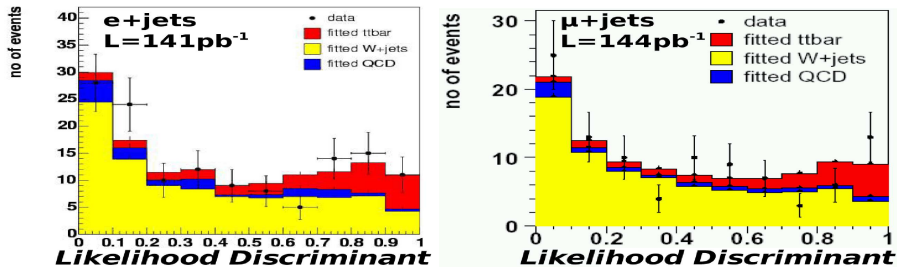 no of events
40
35
30
25
20
15
10
5
0
e+jets
L=141pb-1
data
fitted ttbar
fitted W+jets
fitted QCD
0 0.1 0.2 0.3 0.4 0.5 0.6 0.7 0.8 0.9 1
Likelihood Discriminant
no of events
30
20
10
0
μ+jets
L=144pb-1
data
fitted ttbar
fitted W+jets
fitted QCD
0 0.2 0.4 0.6 0.8 1
Likelihood Discriminant